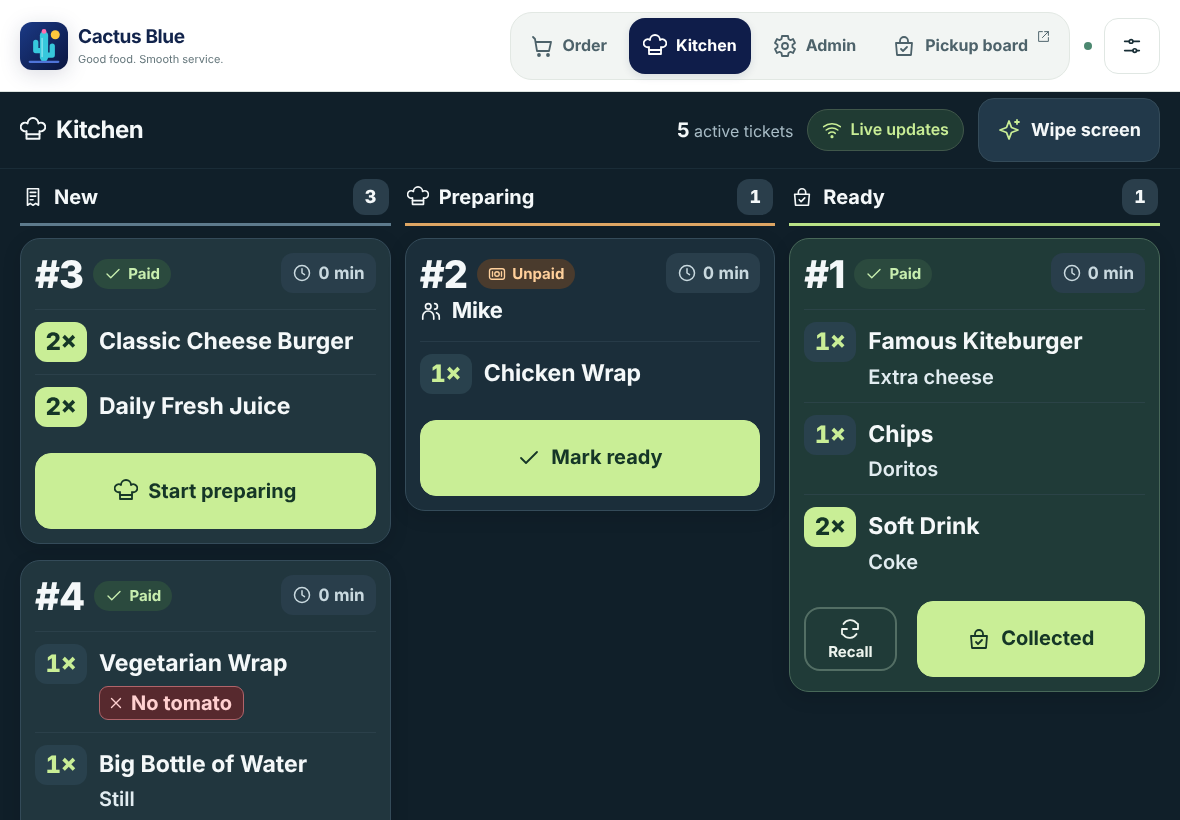 Cactus Blue
Good food. Smooth service.
Order
Kitchen
Admin
Pickup board
Kitchen
5 active tickets
Live updates
Wipe screen
New
3
#3
Paid
0 min
2×
Classic Cheese Burger
2×
Daily Fresh Juice
Start preparing
#4
Paid
0 min
1×
Vegetarian Wrap
No tomato
1×
Big Bottle of Water
Still
Preparing
1
#2
Unpaid
0 min
Mike
1×
Chicken Wrap
Mark ready
Ready
1
#1
Paid
0 min
1×
Famous Kiteburger
Extra cheese
1×
Chips
Doritos
2×
Soft Drink
Coke
Recall
Collected